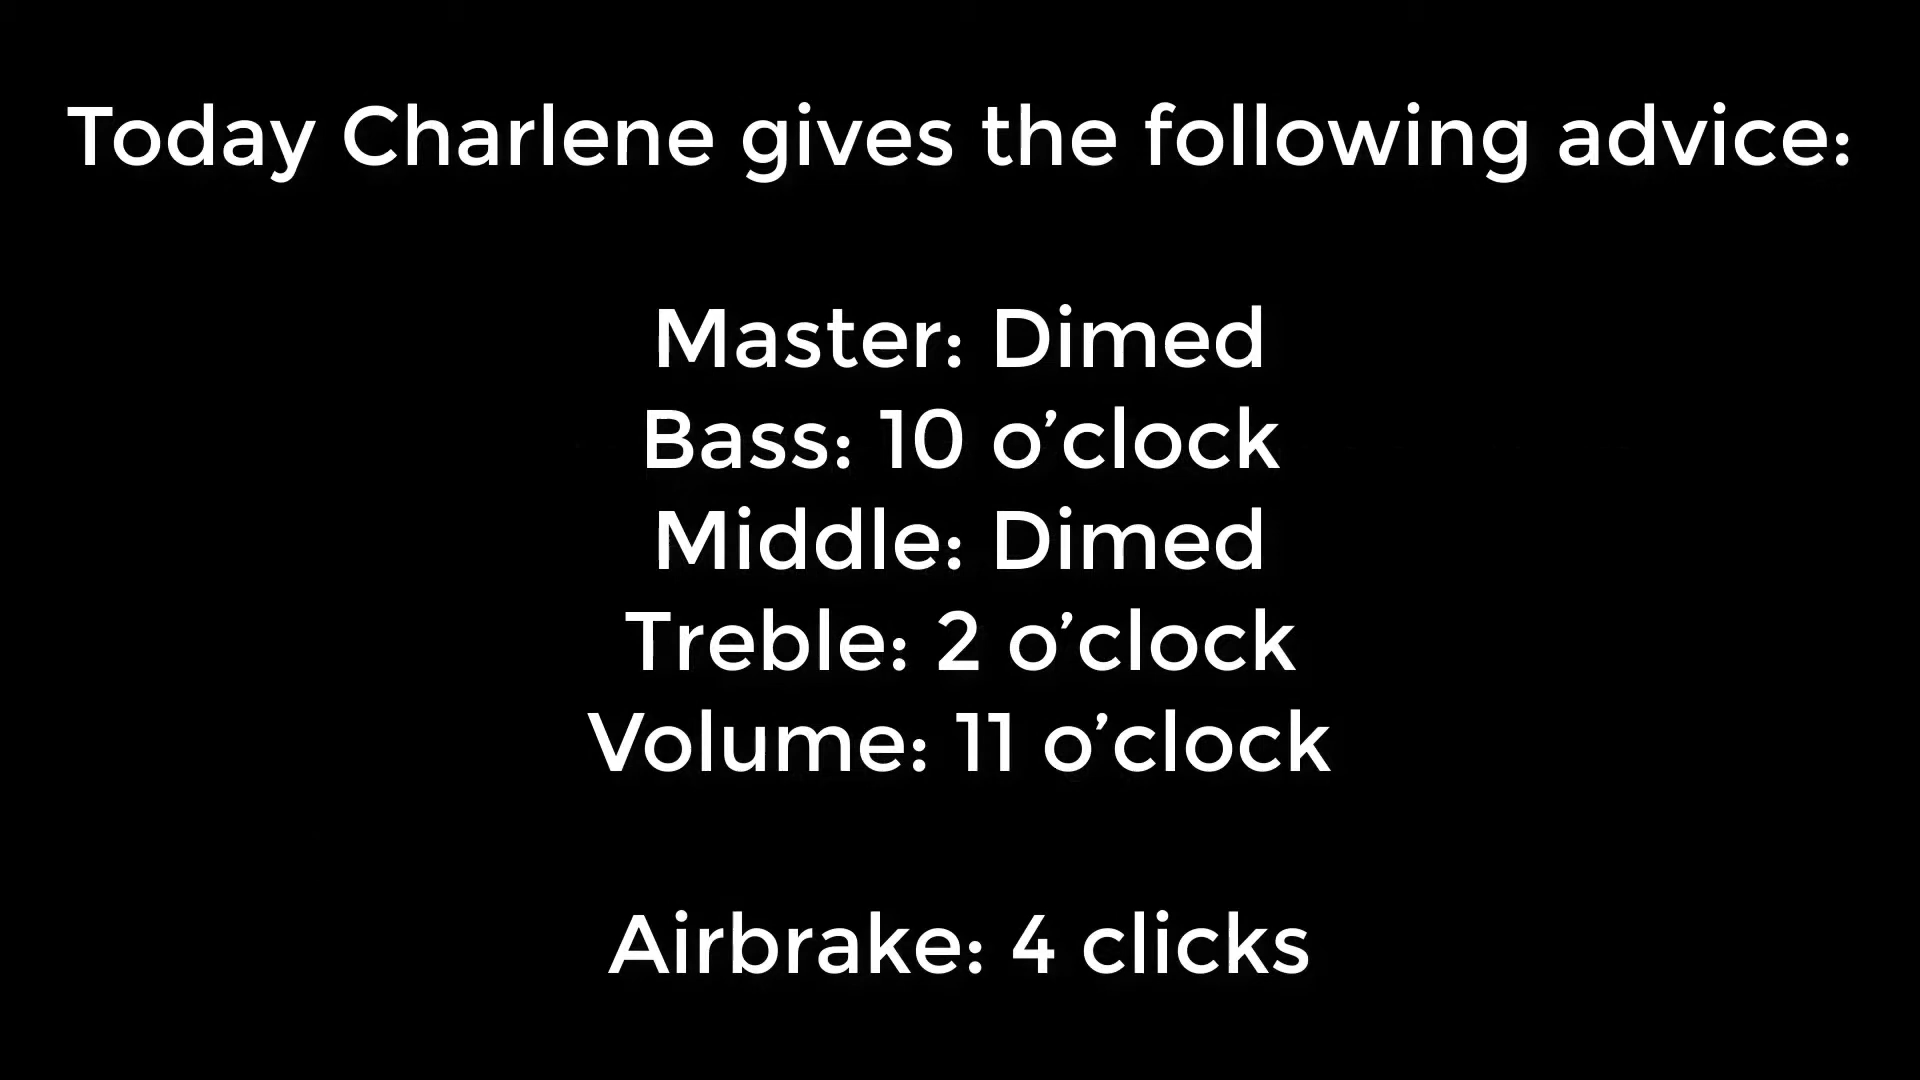 Today Charlene gives the following advice:
Master: Dimed
Bass: 10 o’clock
Middle: Dimed
Treble: 2 o’clock
Volume: 11 o’clock
Airbrake: 4 clicks